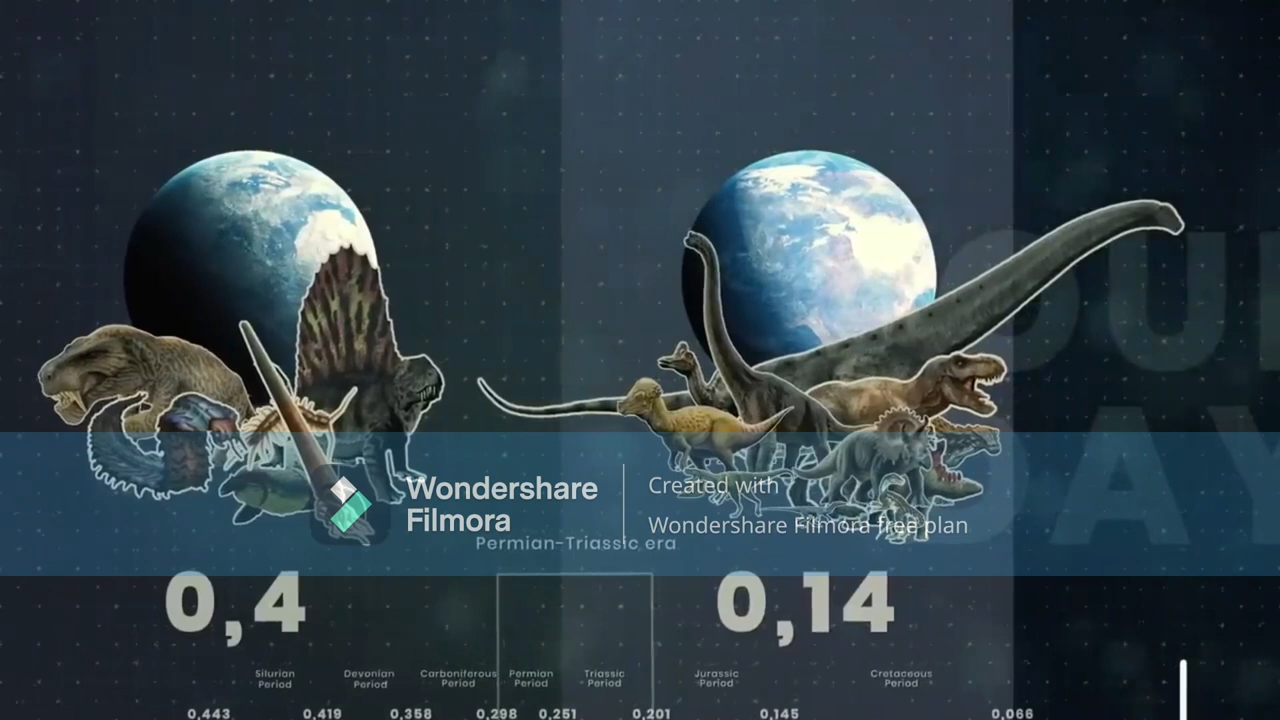 OUR
DAY
Wondershare
Filmora
Created with
Wondershare Filmora free plan
Permian-Triassic era
0,4
0,14
Silurian
Period
Devonian
Period
Carboniferous
Period
Permian
Period
Triassic
Period
Jurassic
Period
Cretaceous
Period
0,443
0,419
0,358
0,298
0,251
0,201
0,145
0,066